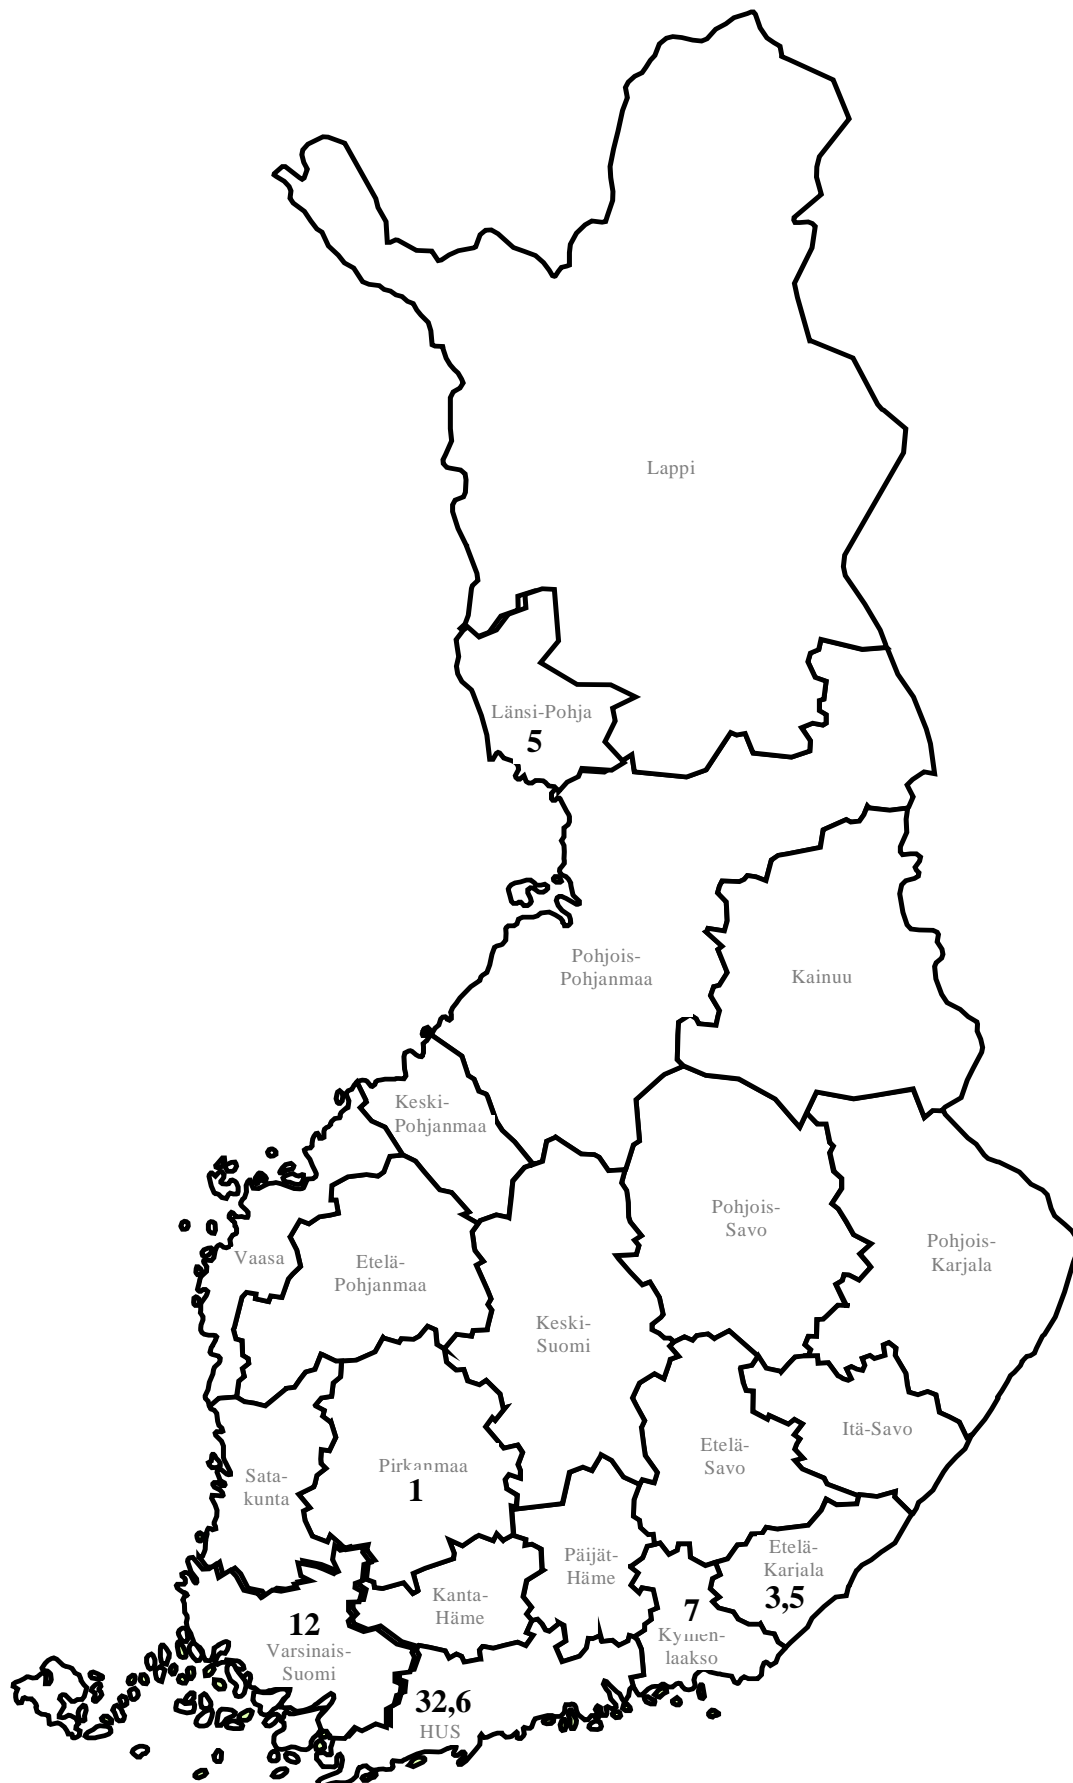 Lappi
Länsi-Pohja
5
Pohjois-
Pohjanmaa
Kainuu
Keski-
Pohjanmaa
Pohjois-
Savo
Vaasa
Etelä-
Pohjanmaa
Pohjois-
Karjala
Keski-
Suomi
Itä-Savo
Etelä-
Savo
Sata-
kunta
Pirkanmaa
1
Etelä-
Karjala
3,5
Päijät-
Häme
Kanta-
Häme
7
Kymen-
laakso
12
Varsinais-
Suomi
32,6
HUS